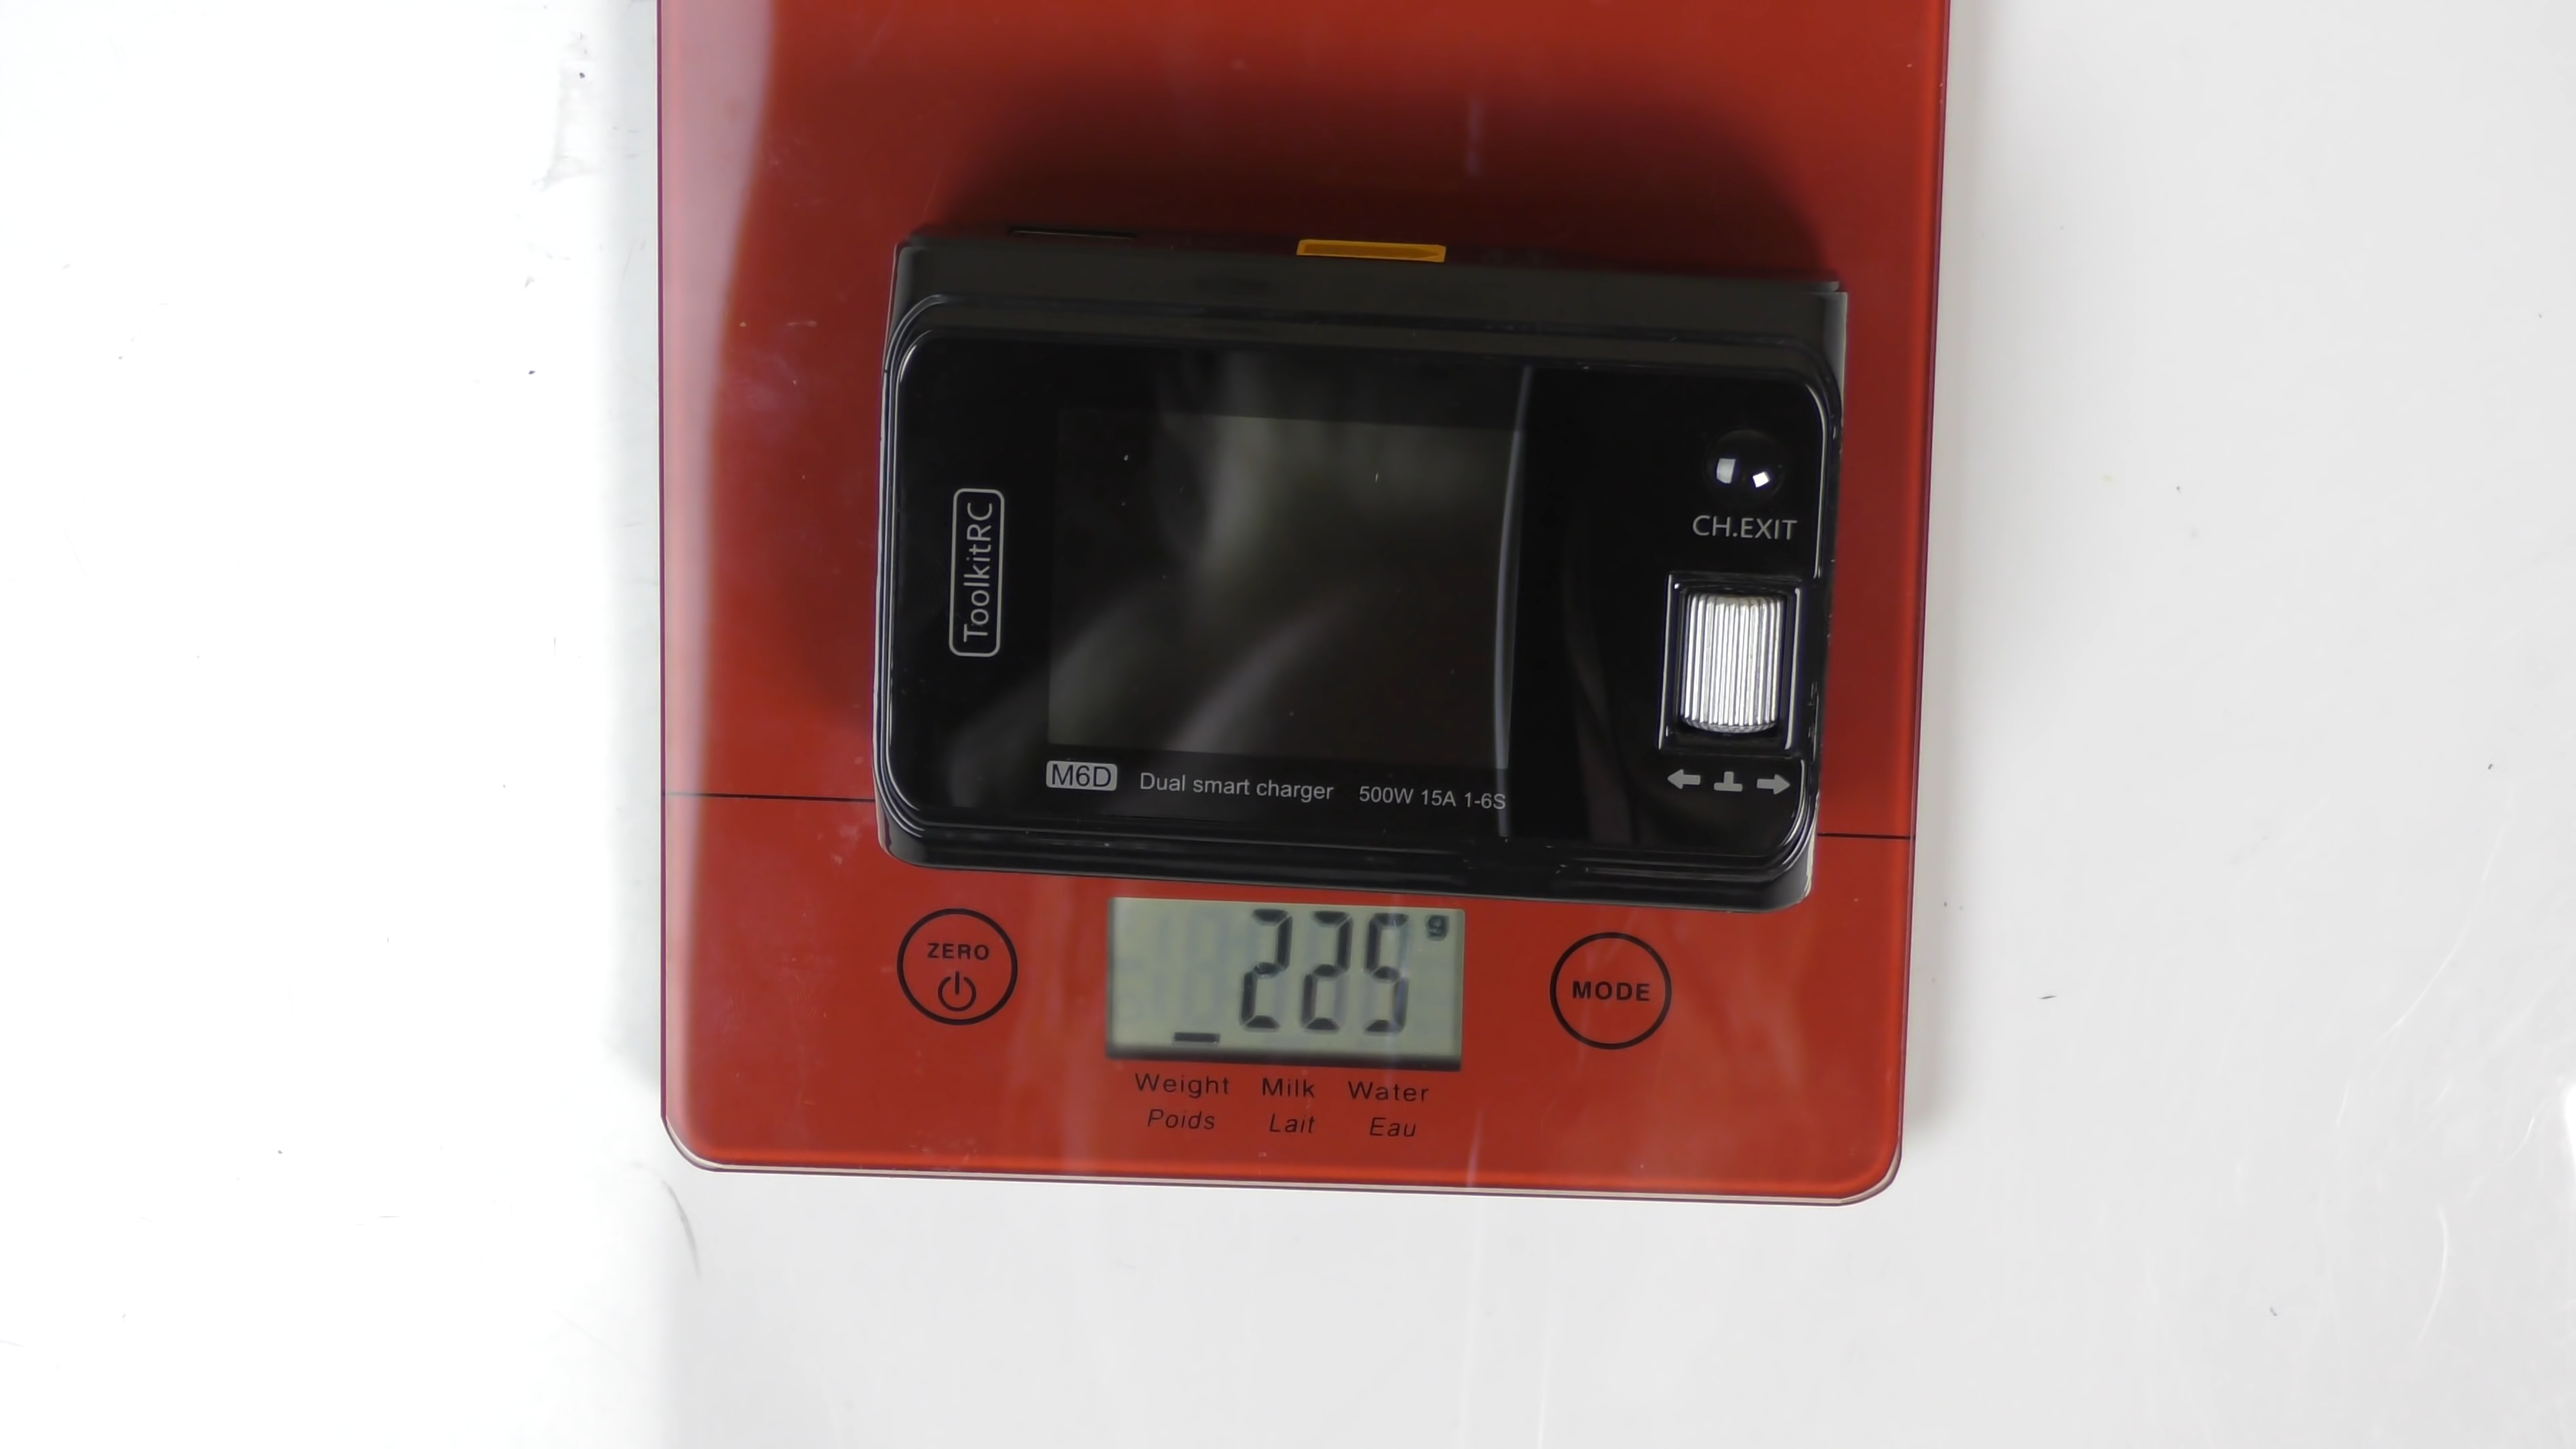 ToolkitRC
CH.EXIT
M6D Dual smart charger 500W 15A 1-6S
ZERO
225 g
MODE
Weight Milk Water
Poids Lait Eau